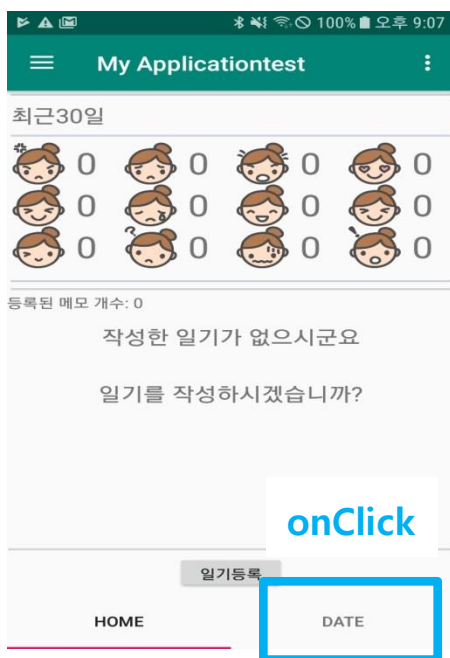 100% 오후 9:07
My Applicationtest
최근30일
0 0 0 0
0 0 0 0
0 0 0 0
등록된 메모 개수: 0
작성한 일기가 없으시군요
일기를 작성하시겠습니까?
onClick
일기등록
HOME DATE